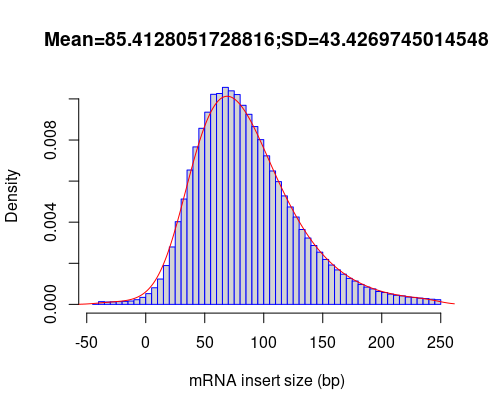 Mean=85.4128051728816;SD=43.4269745014548
Density
0.008
0.004
0.000
-50 0 50 100 150 200 250
mRNA insert size (bp)